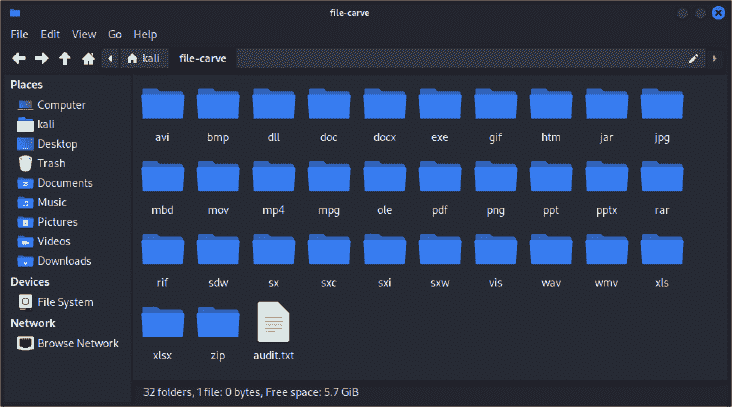 file-carve
File Edit View Go Help
kali file-carve
Places
Computer
kali
Desktop
Trash
Documents
Music
Pictures
Videos
Downloads
Devices
File System
Network
Browse Network
avi bmp dll doc docx exe gif htm jar jpg
mbd mov mp4 mpg ole pdf png ppt pptx rar
rif sdw sx sxc sxi sxw vis wav wmv xls
xlsx zip audit.txt
32 folders, 1 file: 0 bytes, Free space: 5.7 GiB